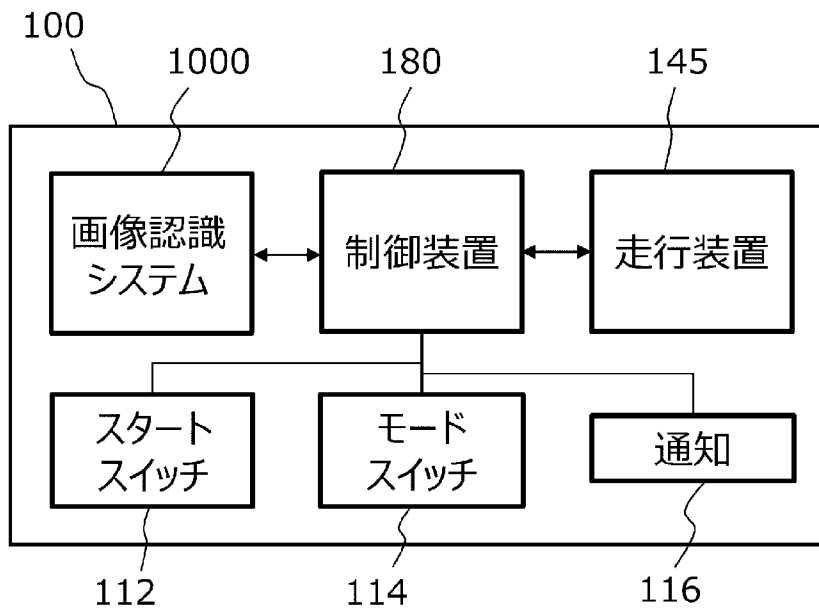 100
1000
180
145
画像認識
システム
制御装置
走行装置
スタート
スイッチ
モード
スイッチ
通知
112
114
116